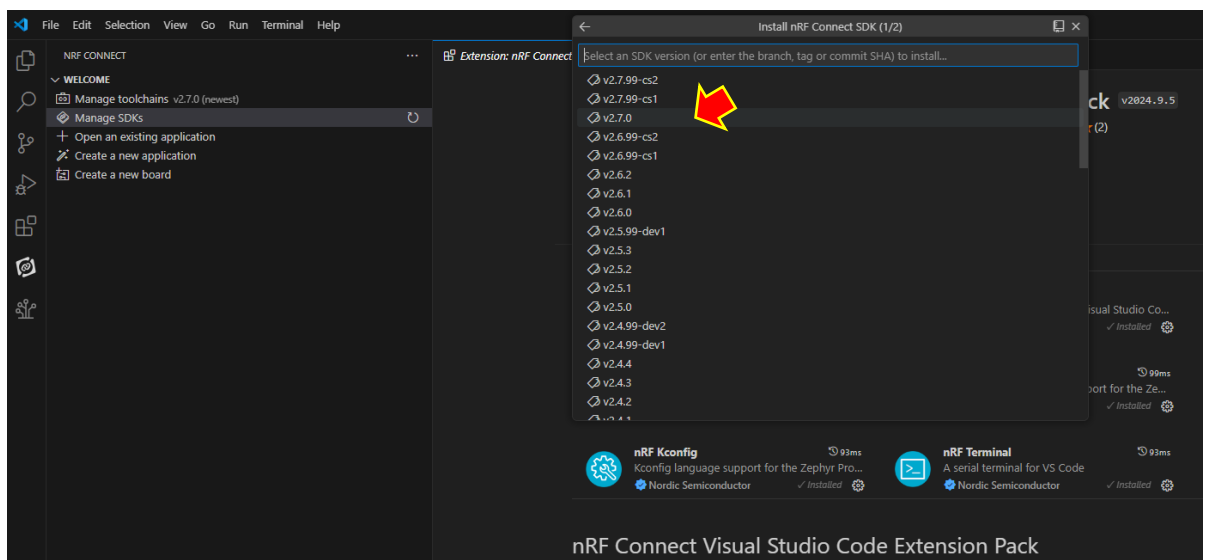 File Edit Selection View Go Run Terminal Help
Install nRF Connect SDK (1/2)
NRF CONNECT
Extension: nRF Connect
Select an SDK version (or enter the branch, tag or commit SHA) to install...
WELCOME
Manage toolchains v2.7.0 (newest)
Manage SDKs
Open an existing application
Create a new application
Create a new board
v2.7.99-cs2
v2.7.99-cs1
v2.7.0
v2.6.99-cs2
v2.6.99-cs1
v2.6.2
v2.6.1
v2.6.0
v2.5.99-dev1
v2.5.3
v2.5.2
v2.5.1
v2.5.0
v2.4.99-dev2
v2.4.99-dev1
v2.4.4
v2.4.3
v2.4.2
v2.4.1
ck v2024.9.5
(2)
isual Studio Co...
Installed
99ms
port for the Ze...
Installed
nRF Kconfig 93ms
Kconfig language support for the Zephyr Pro...
Nordic Semiconductor Installed
nRF Terminal 93ms
A serial terminal for VS Code
Nordic Semiconductor Installed
nRF Connect Visual Studio Code Extension Pack